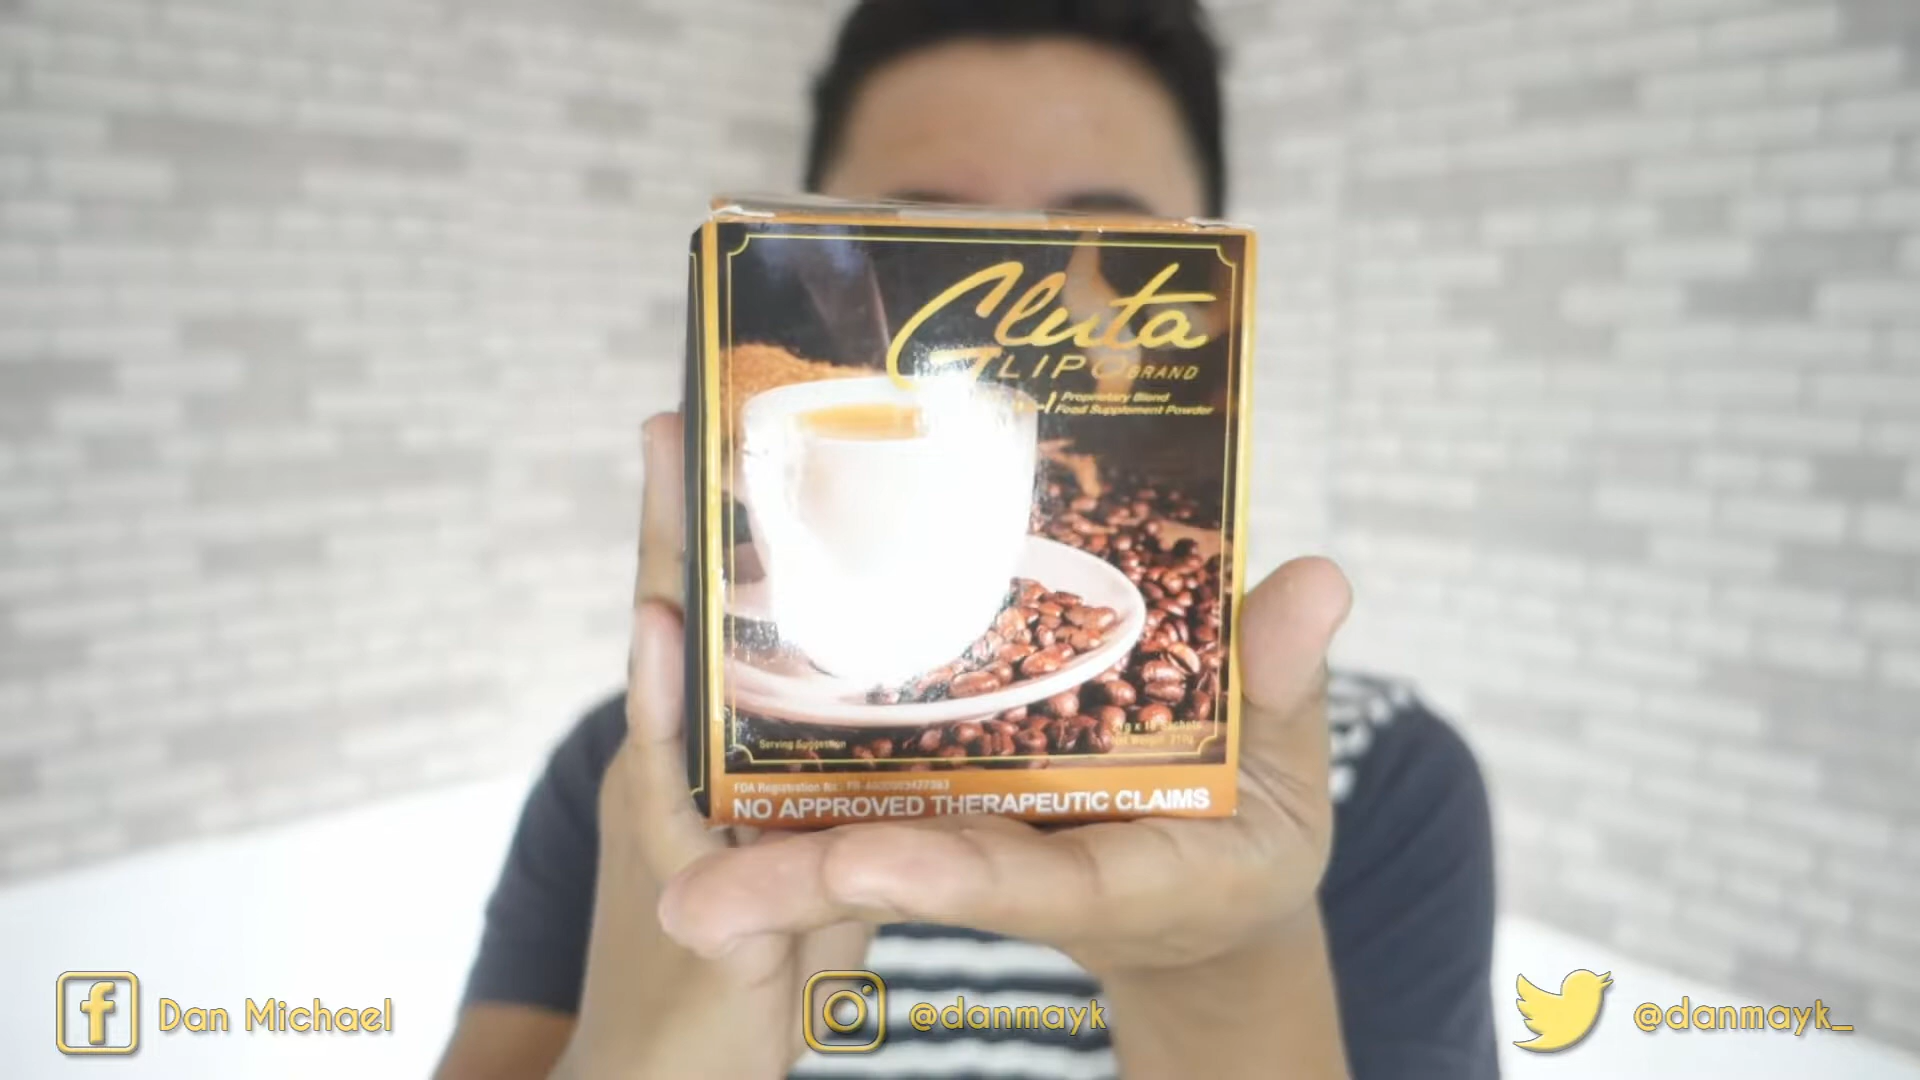 Gluta
LIPO BRAND
Proprietary Blend
Food Supplement Powder
Serving Suggestion
FDA Registration No.:
NO APPROVED THERAPEUTIC CLAIMS
Dan Michael
@danmayk
@danmayk_